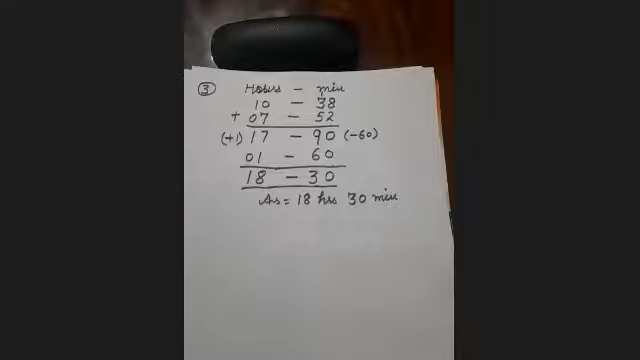 ③ Hours - min
10 - 38
+ 07 - 52
(+1) 17 - 90 (-60)
01 - 60
18 - 30
As = 18 hrs 30 min